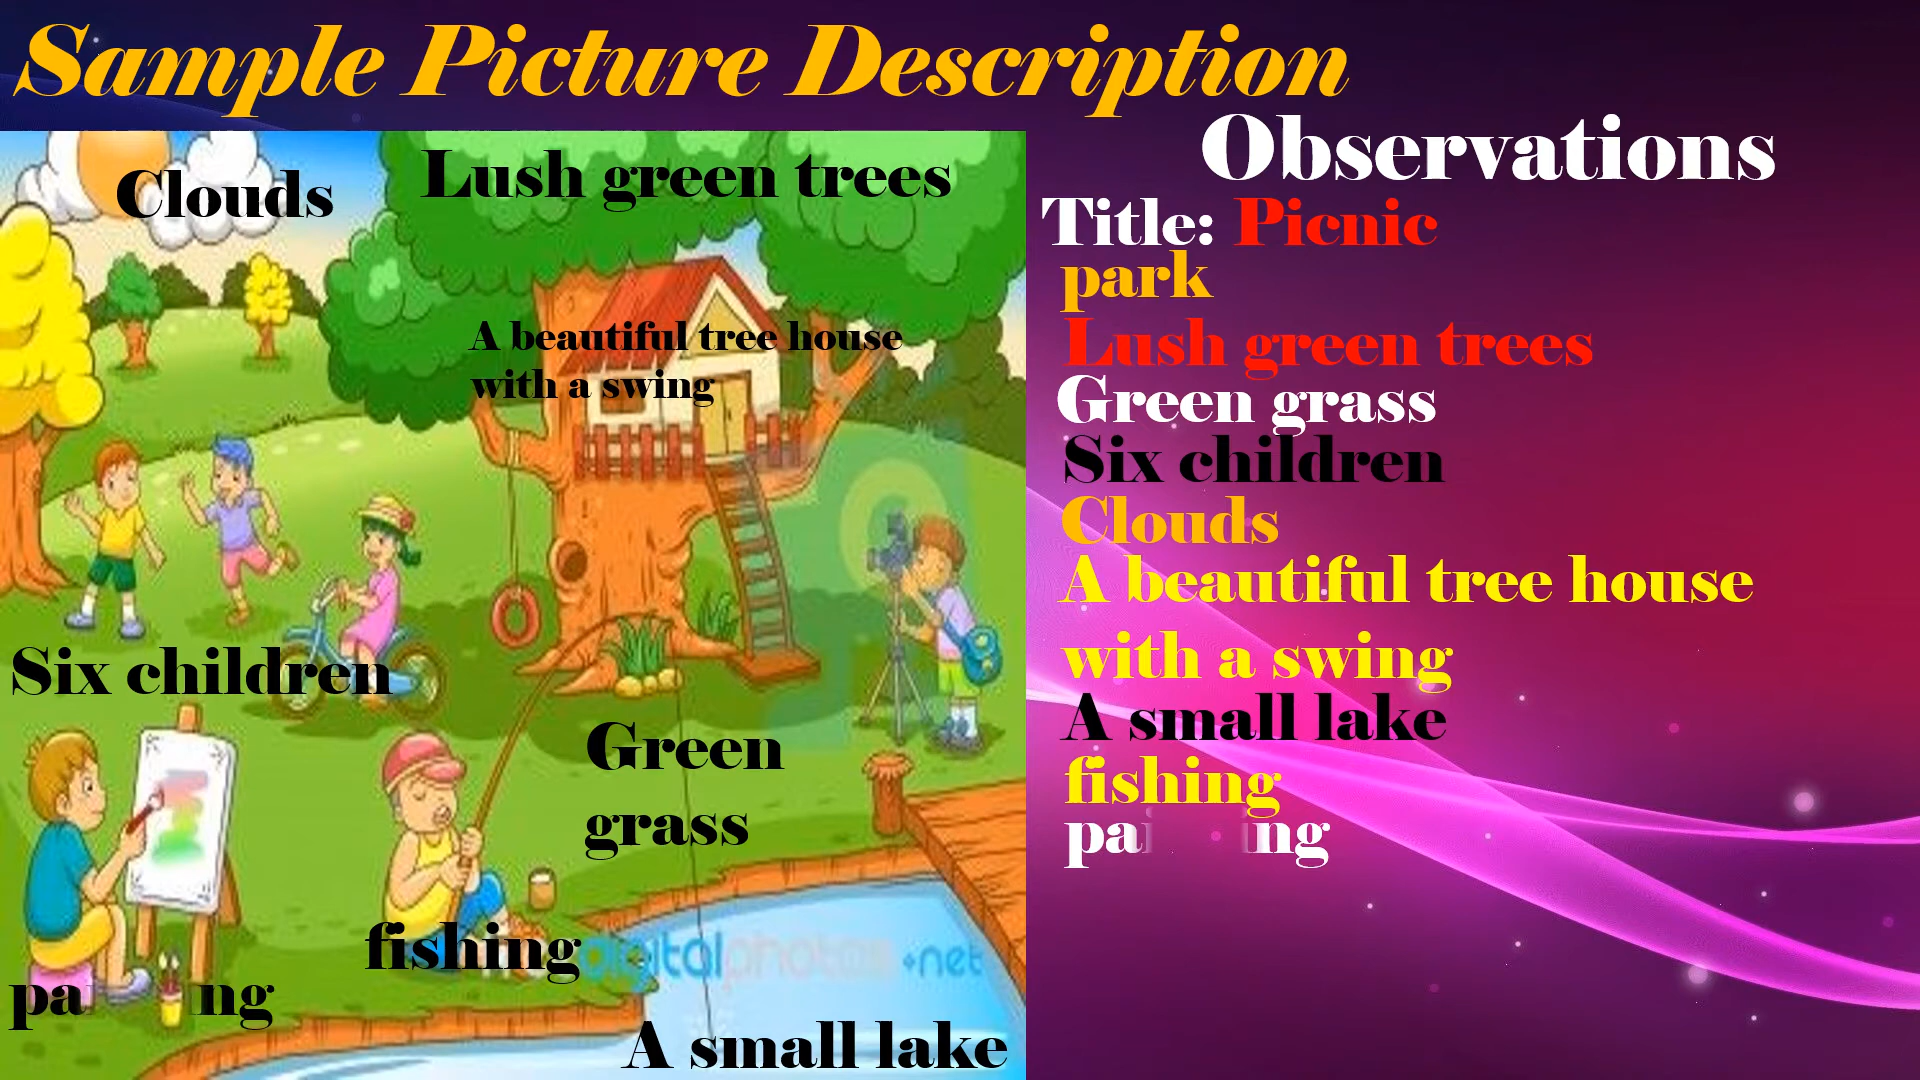 Sample Picture Description
Clouds
Lush green trees
A beautiful tree house
with a swing
Six children
Green
grass
fishing
A small lake
Observations
Title: Picnic
park
Lush green trees
Green grass
Six children
Clouds
A beautiful tree house
with a swing
A small lake
fishing